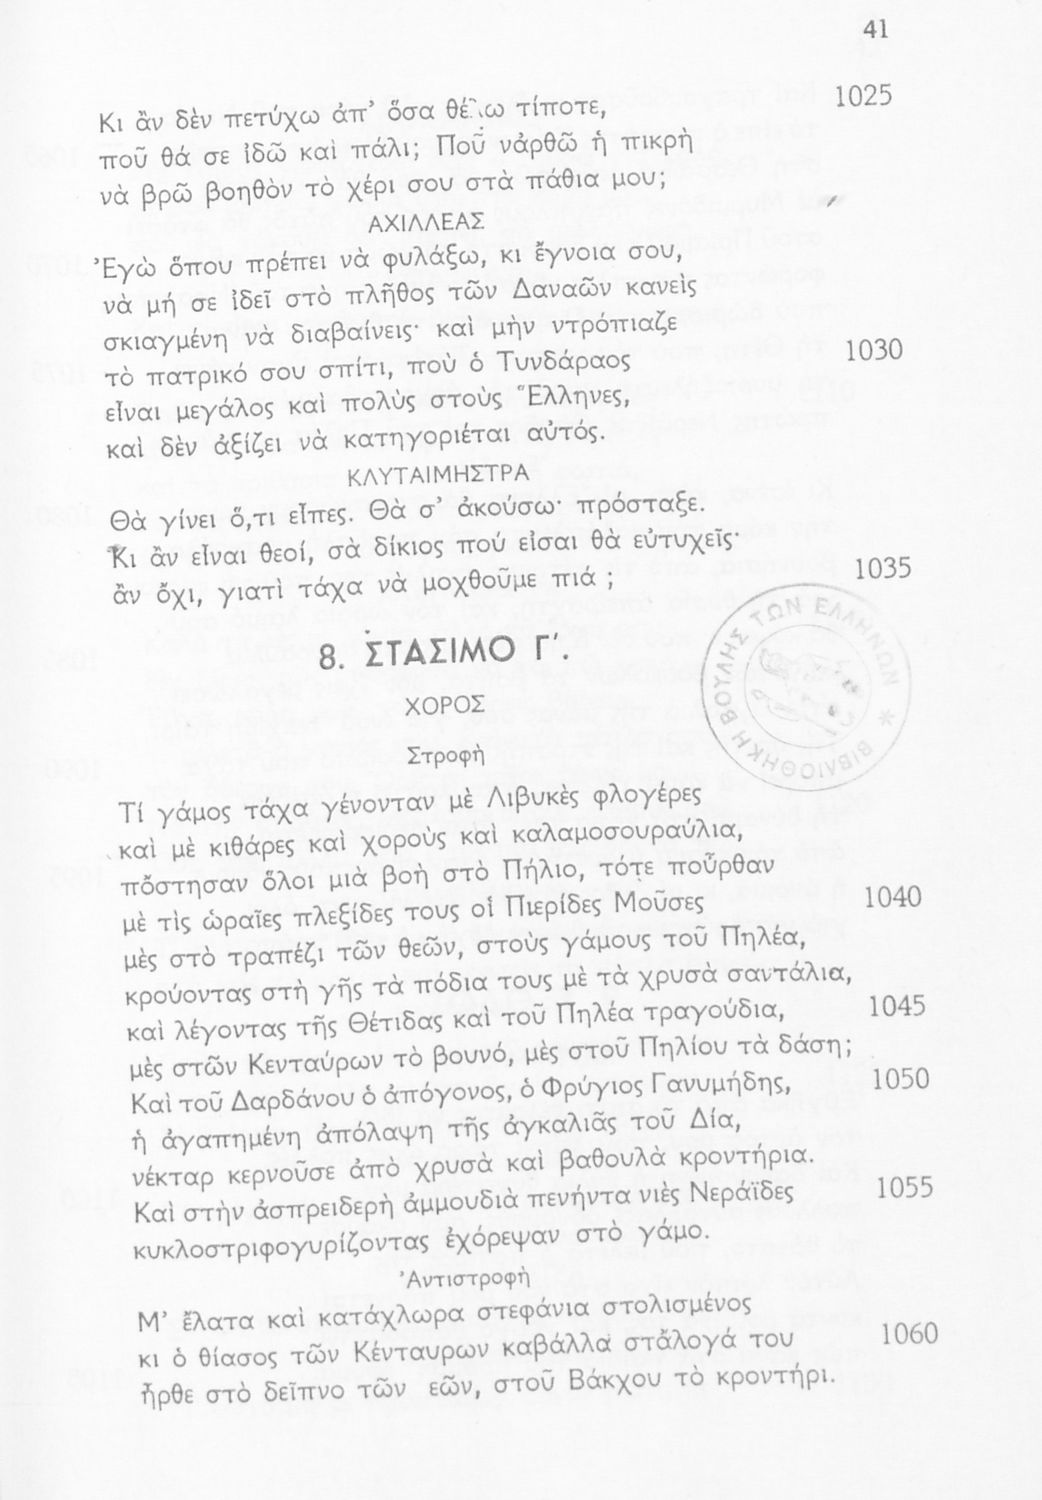 41
Κι ἂν δὲν πετύχω ἀπ’ ὅσα θέλω τίποτε, 1025
ποῦ θά σε ἰδῶ καὶ πάλι; Ποῦ νἀρθῶ ἡ πικρὴ
νὰ βρῶ βοηθὸν τὸ χέρι σου στὰ πάθια μου;
ΑΧΙΛΛΕΑΣ
Ἐγὼ ὅπου πρέπει νὰ φυλάξω, κι ἔγνοια σου,
νὰ μή σε ἰδεῖ στὸ πλῆθος τῶν Δαναῶν κανεὶς
σκιαγμένη νὰ διαβαίνεις· καὶ μὴν ντρόπιαζε
τὸ πατρικό σου σπίτι, ποὺ ὁ Τυνδάραος 1030
εἶναι μεγάλος καὶ πολὺς στοὺς Ἕλληνες,
καὶ δὲν ἀξίζει νὰ κατηγοριέται αὐτός.
ΚΛΥΤΑΙΜΗΣΤΡΑ
Θὰ γίνει ὅ,τι εἶπες. Θὰ σ’ ἀκούσω· πρόσταξε.
Κι ἂν εἶναι θεοί, σὰ δίκιος πού εἶσαι θὰ εὐτυχεῖς·
ἂν ὄχι, γιατὶ τάχα νὰ μοχθοῦμε πιά ; 1035
8. ΣΤΑΣΙΜΟ Γ΄.
ΧΟΡΟΣ
Στροφὴ
Τί γάμος τάχα γένονταν μὲ Λιβυκὲς φλογέρες
καὶ μὲ κιθάρες καὶ χοροὺς καὶ καλαμοσουραύλια,
πὄστησαν ὅλοι μιὰ βοὴ στὸ Πήλιο, τότε ποὖρθαν
μὲ τὶς ὡραῖες πλεξίδες τους οἱ Πιερίδες Μοῦσες 1040
μὲς στὸ τραπέζι τῶν θεῶν, στοὺς γάμους τοῦ Πηλέα,
κρούοντας στὴ γῆς τὰ πόδια τους μὲ τὰ χρυσὰ σαντάλια,
καὶ λέγοντας τῆς Θέτιδας καὶ τοῦ Πηλέα τραγούδια, 1045
μὲς στῶν Κενταύρων τὸ βουνό, μὲς στοῦ Πηλίου τὰ δάση;
Καὶ τοῦ Δαρδάνου ὁ ἀπόγονος, ὁ Φρύγιος Γανυμήδης, 1050
ἡ ἀγαπημένη ἀπόλαψη τῆς ἀγκαλιᾶς τοῦ Δία,
νέκταρ κερνοῦσε ἀπὸ χρυσὰ καὶ βαθουλὰ κροντήρια.
Καὶ στὴν ἀσπρειδερὴ ἀμμουδιὰ πενήντα νιὲς Νεράϊδες 1055
κυκλοστριφογυρίζοντας ἐχόρεψαν στὸ γάμο.
Ἀντιστροφὴ
Μ’ ἔλατα καὶ κατάχλωρα στεφάνια στολισμένος
κι ὁ θίασος τῶν Κένταυρων καβάλλα στἄλογά του 1060
ἦρθε στὸ δεῖπνο τῶν εῶν, στοῦ Βάκχου τὸ κροντήρι.
ΒΙΒΛΙΟΘΗΚΗ ΒΟΥΛΗΣ ΤΩΝ ΕΛΛΗΝΩΝ *